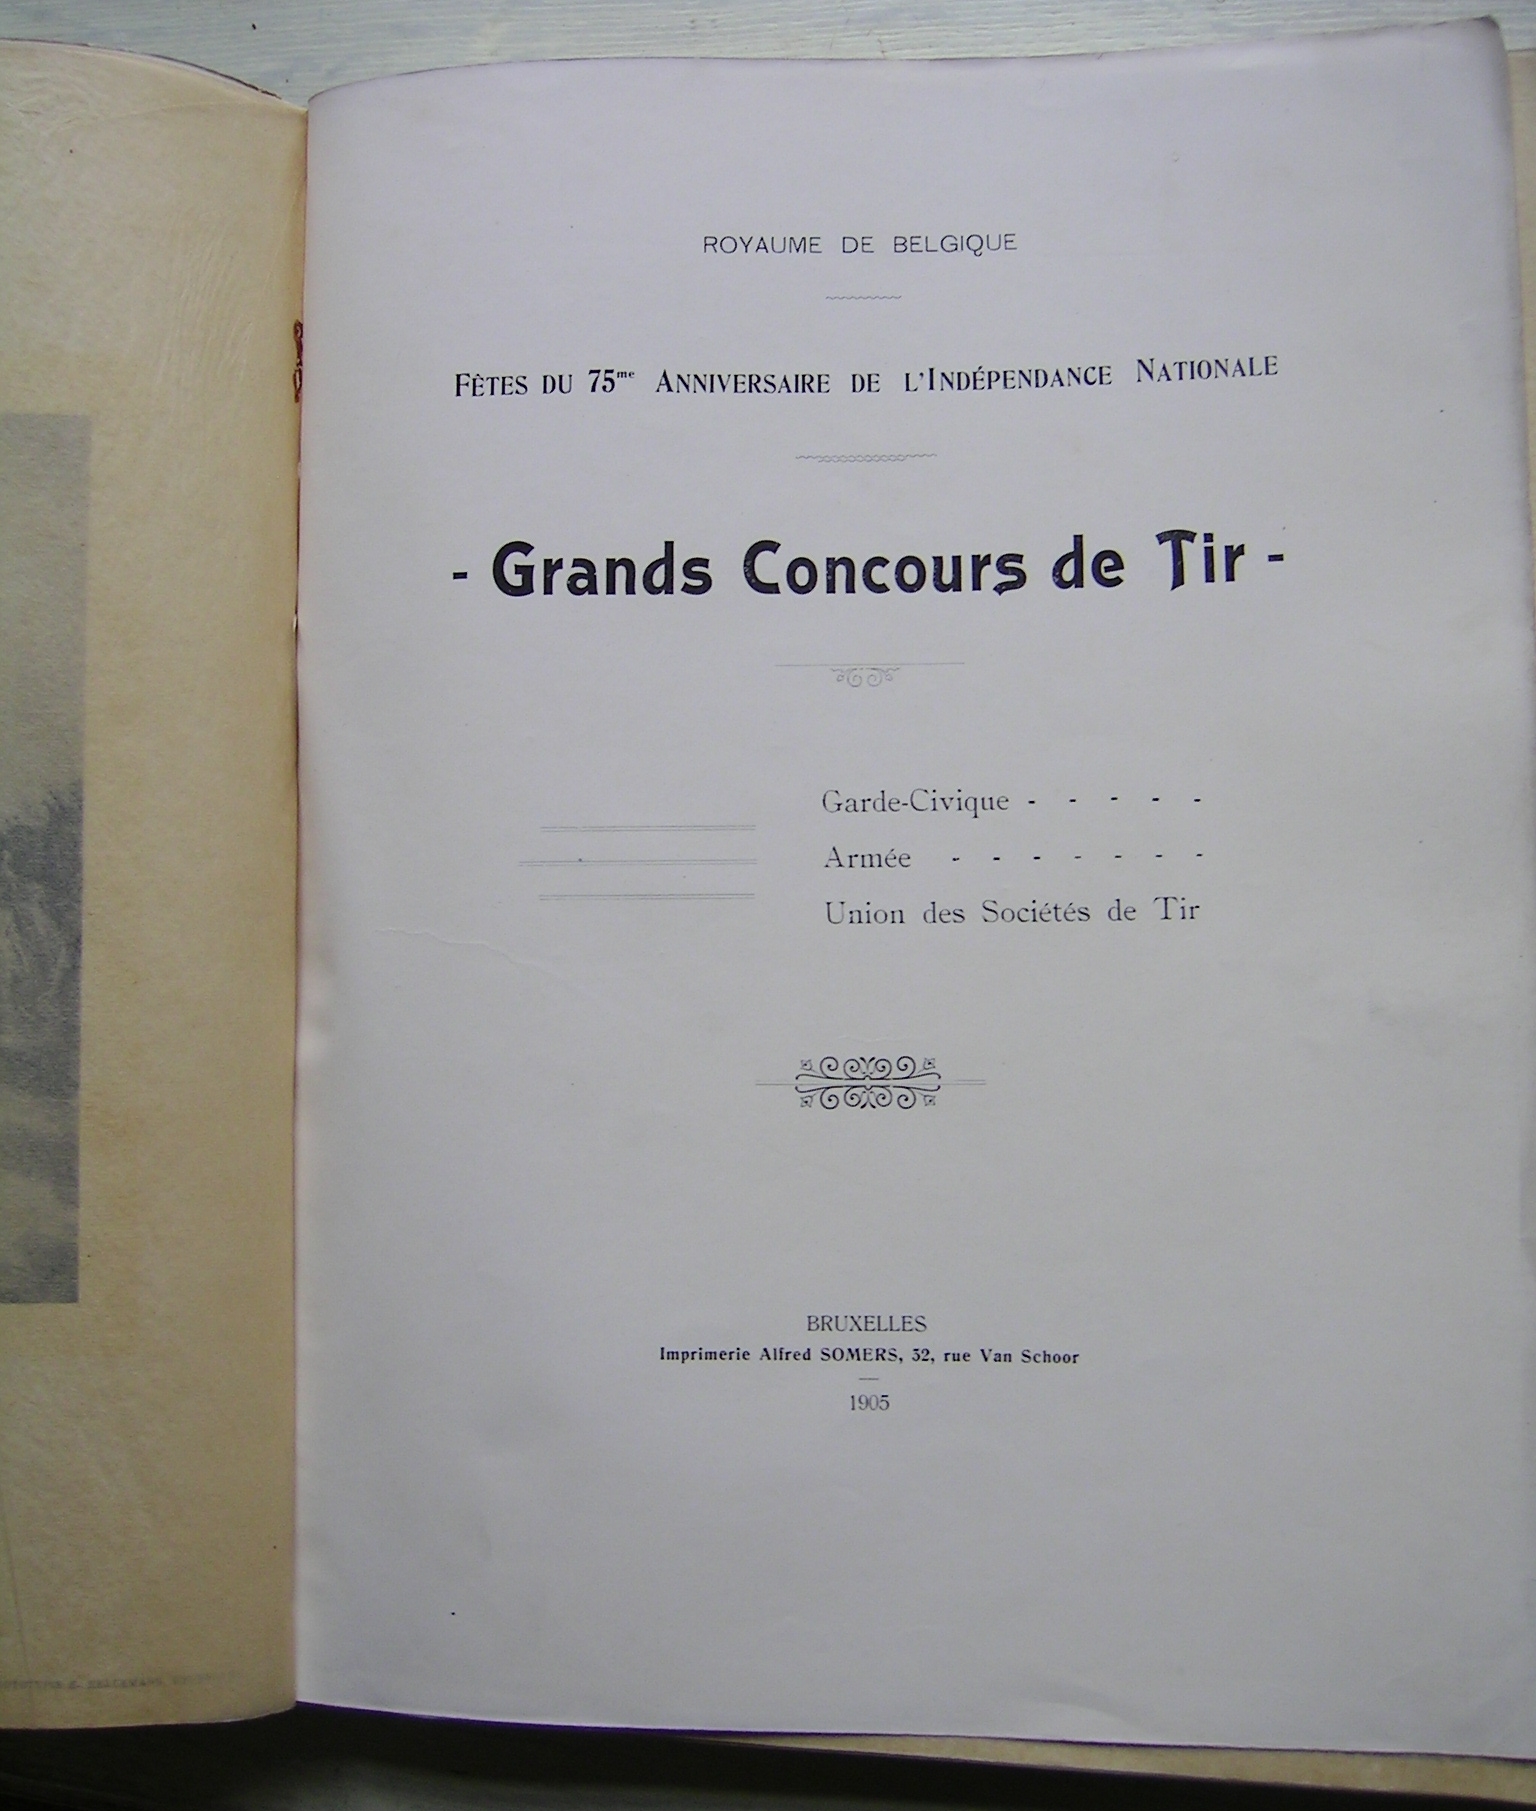 ROYAUME DE BELGIQUE
FÊTES DU 75me ANNIVERSAIRE DE L'INDÉPENDANCE NATIONALE
- Grands Concours de Tir -
Garde-Civique - - - - -
Armée - - - - - - -
Union des Sociétés de Tir
BRUXELLES
Imprimerie Alfred SOMERS, 32, rue Van Schoor
1905